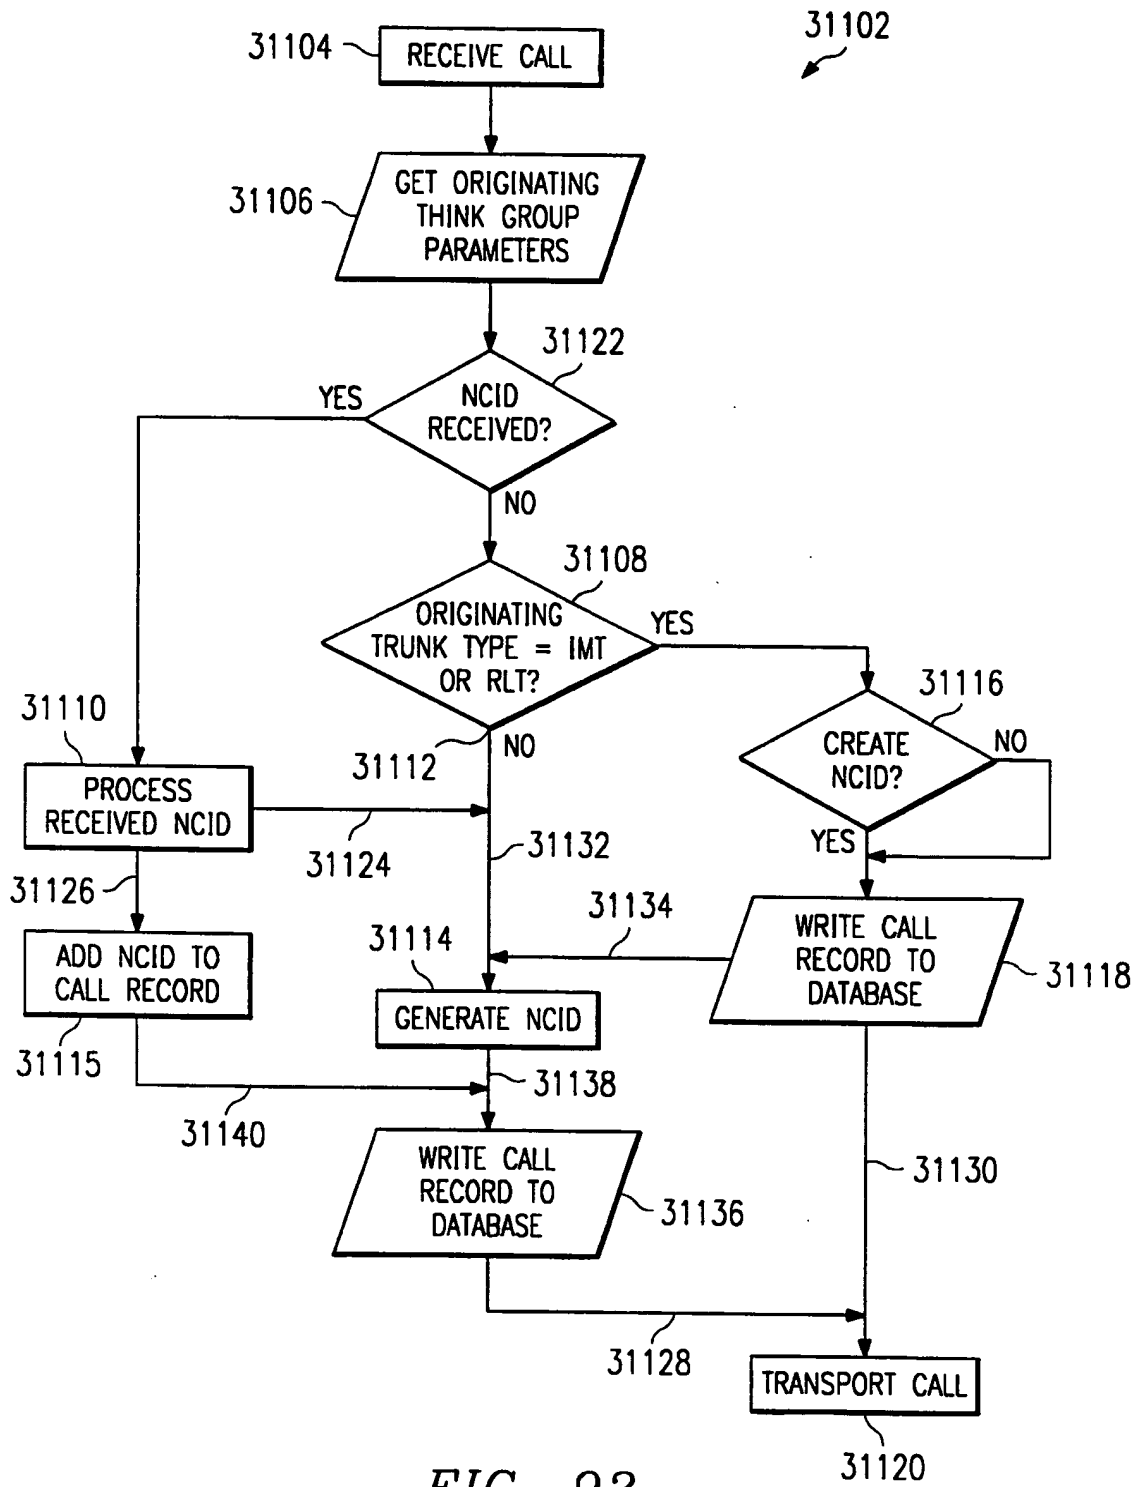 31102
31104
RECEIVE CALL
31106
GET ORIGINATING
THINK GROUP
PARAMETERS
31122
YES
NCID
RECEIVED?
NO
31108
ORIGINATING
TRUNK TYPE = IMT
OR RLT?
YES
31116
31110
31112
NO
CREATE
NCID?
NO
PROCESS
RECEIVED NCID
31124
31132
YES
31126
31134
ADD NCID TO
CALL RECORD
31114
WRITE CALL
RECORD TO
DATABASE
31118
GENERATE NCID
31115
31138
31140
WRITE CALL
RECORD TO
DATABASE
31136
31130
31128
TRANSPORT CALL
31120